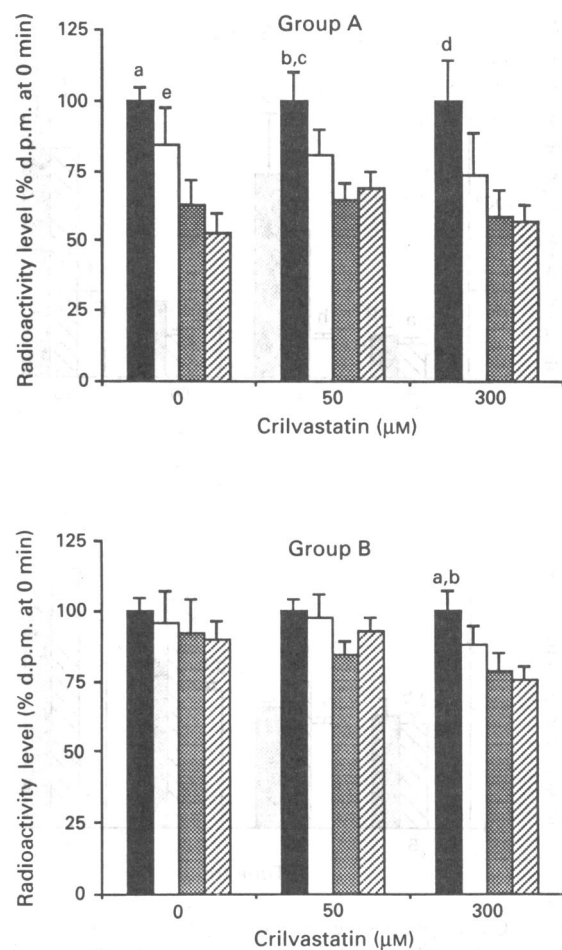 Group A
Radioactivity level (% d.p.m. at 0 min)
125
100
75
50
25
0
a
e
b,c
d
0
50
300
Crilvastatin (μM)
Group B
Radioactivity level (% d.p.m. at 0 min)
125
100
75
50
25
0
a,b
0
50
300
Crilvastatin (μM)